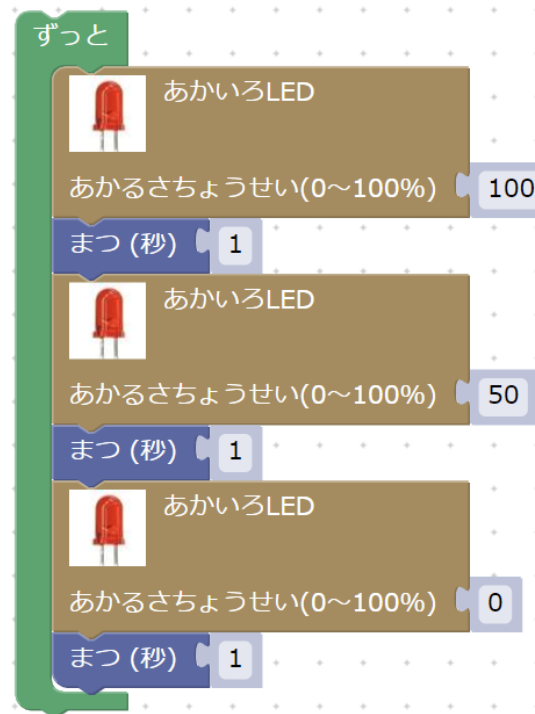 ずっと
あかいろLED
あかるさちょうせい(0～100%) 100
まつ (秒) 1
あかいろLED
あかるさちょうせい(0～100%) 50
まつ (秒) 1
あかいろLED
あかるさちょうせい(0～100%) 0
まつ (秒) 1